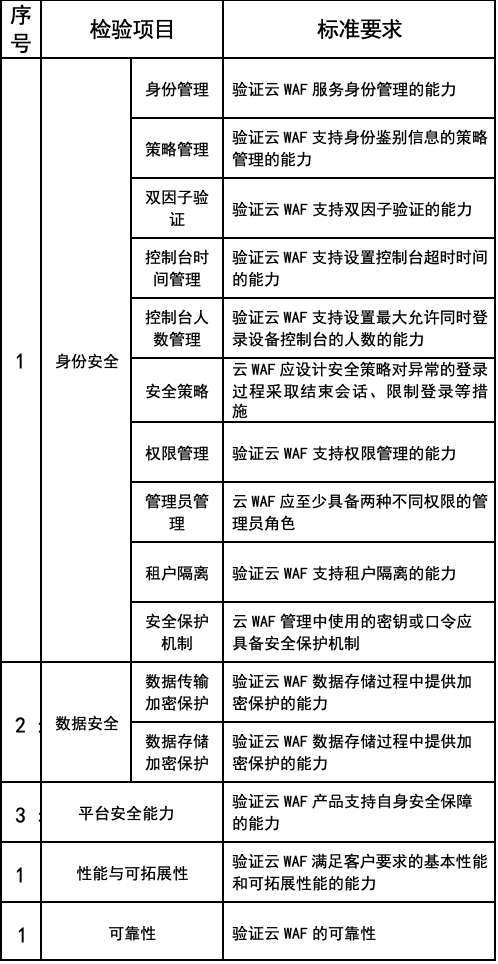 序
号
检验项目
标准要求
1
身份安全
身份管理
验证云 WAF 服务身份管理的能力
策略管理
验证云 WAF 支持身份鉴别信息的策略
管理的能力
双因子验
证
验证云 WAF 支持双因子验证的能力
控制台时
间管理
验证云 WAF 支持设置控制台超时时间
的能力
控制台人
数管理
验证云 WAF 支持设置最大允许同时登
录设备控制台的人数的能力
安全策略
云 WAF 应设计安全策略对异常的登录
过程采取结束会话、限制登录等措
施
权限管理
验证云 WAF 支持权限管理的能力
管理员管
理
云 WAF 应至少具备两种不同权限的管
理员角色
租户隔离
验证云 WAF 支持租户隔离的能力
安全保护
机制
云 WAF 管理中使用的密钥或口令应
具备安全保护机制
2 :
数据安全
数据传输
加密保护
验证云 WAF 数据存储过程中提供加
密保护的能力
数据存储
加密保护
验证云 WAF 数据存储过程中提供加
密保护的能力
3 :
平台安全能力
验证云 WAF 产品支持自身安全保障
的能力
1
性能与可拓展性
验证云 WAF 满足客户要求的基本性能
和可拓展性能的能力
1
可靠性
验证云 WAF 的可靠性